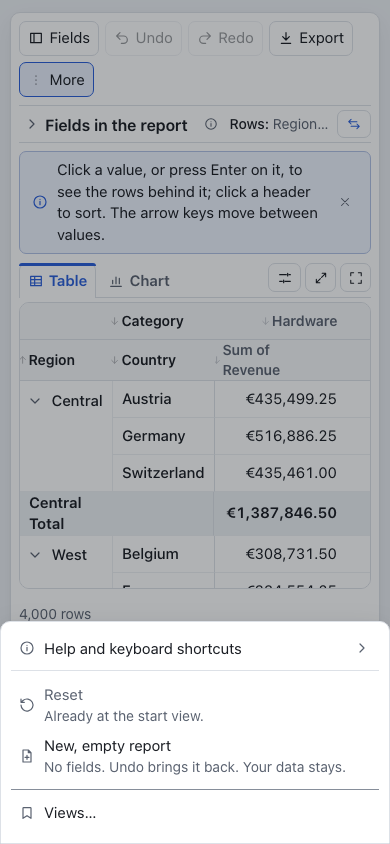 Fields Undo Redo Export
More
Fields in the report Rows: Region...
Click a value, or press Enter on it, to
see the rows behind it; click a header
to sort. The arrow keys move between
values.
Table Chart
Category Hardware
Region Country Sum of
Revenue
Central Austria €435,499.25
Germany €516,886.25
Switzerland €435,461.00
Central
Total €1,387,846.50
West Belgium €308,731.50
4,000 rows
Help and keyboard shortcuts
Reset
Already at the start view.
New, empty report
No fields. Undo brings it back. Your data stays.
Views...